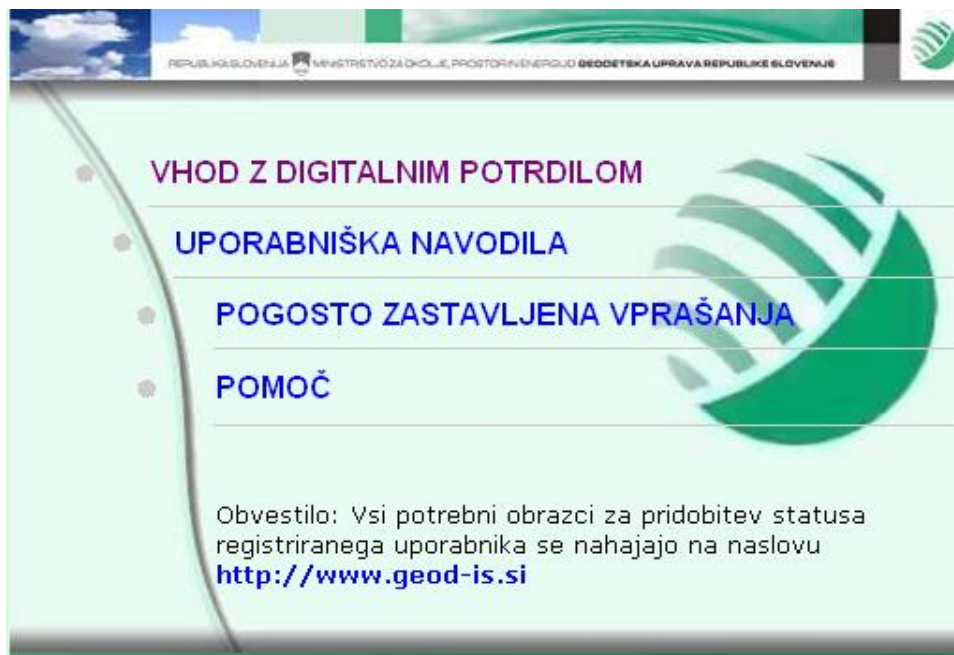 REPUBLIKA SLOVENIJA MINISTRSTVO ZA OKOLJE, PROSTOR IN ENERGIJO GEODETSKA UPRAVA REPUBLIKE SLOVENIJE
VHOD Z DIGITALNIM POTRDILOM
UPORABNIŠKA NAVODILA
POGOSTO ZASTAVLJENA VPRAŠANJA
POMOČ
Obvestilo: Vsi potrebni obrazci za pridobitev statusa
registriranega uporabnika se nahajajo na naslovu
http://www.geod-is.si